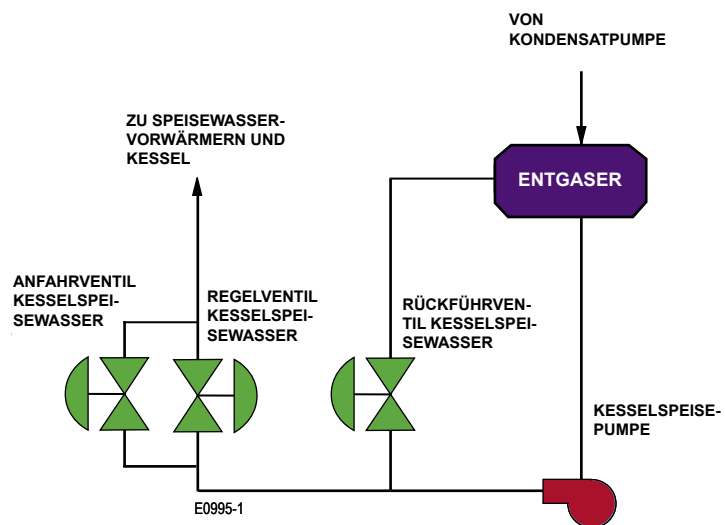 VON
KONDENSATPUMPE
ZU SPEISEWASSER-
VORWÄRMERN UND
KESSEL
ENTGASER
ANFAHRVENTIL
KESSELSPEI-
SEWASSER
REGELVENTIL
KESSELSPEI-
SEWASSER
RÜCKFÜHRVEN-
TIL KESSELSPEI-
SEWASSER
KESSELSPEISE-
PUMPE
E0995-1